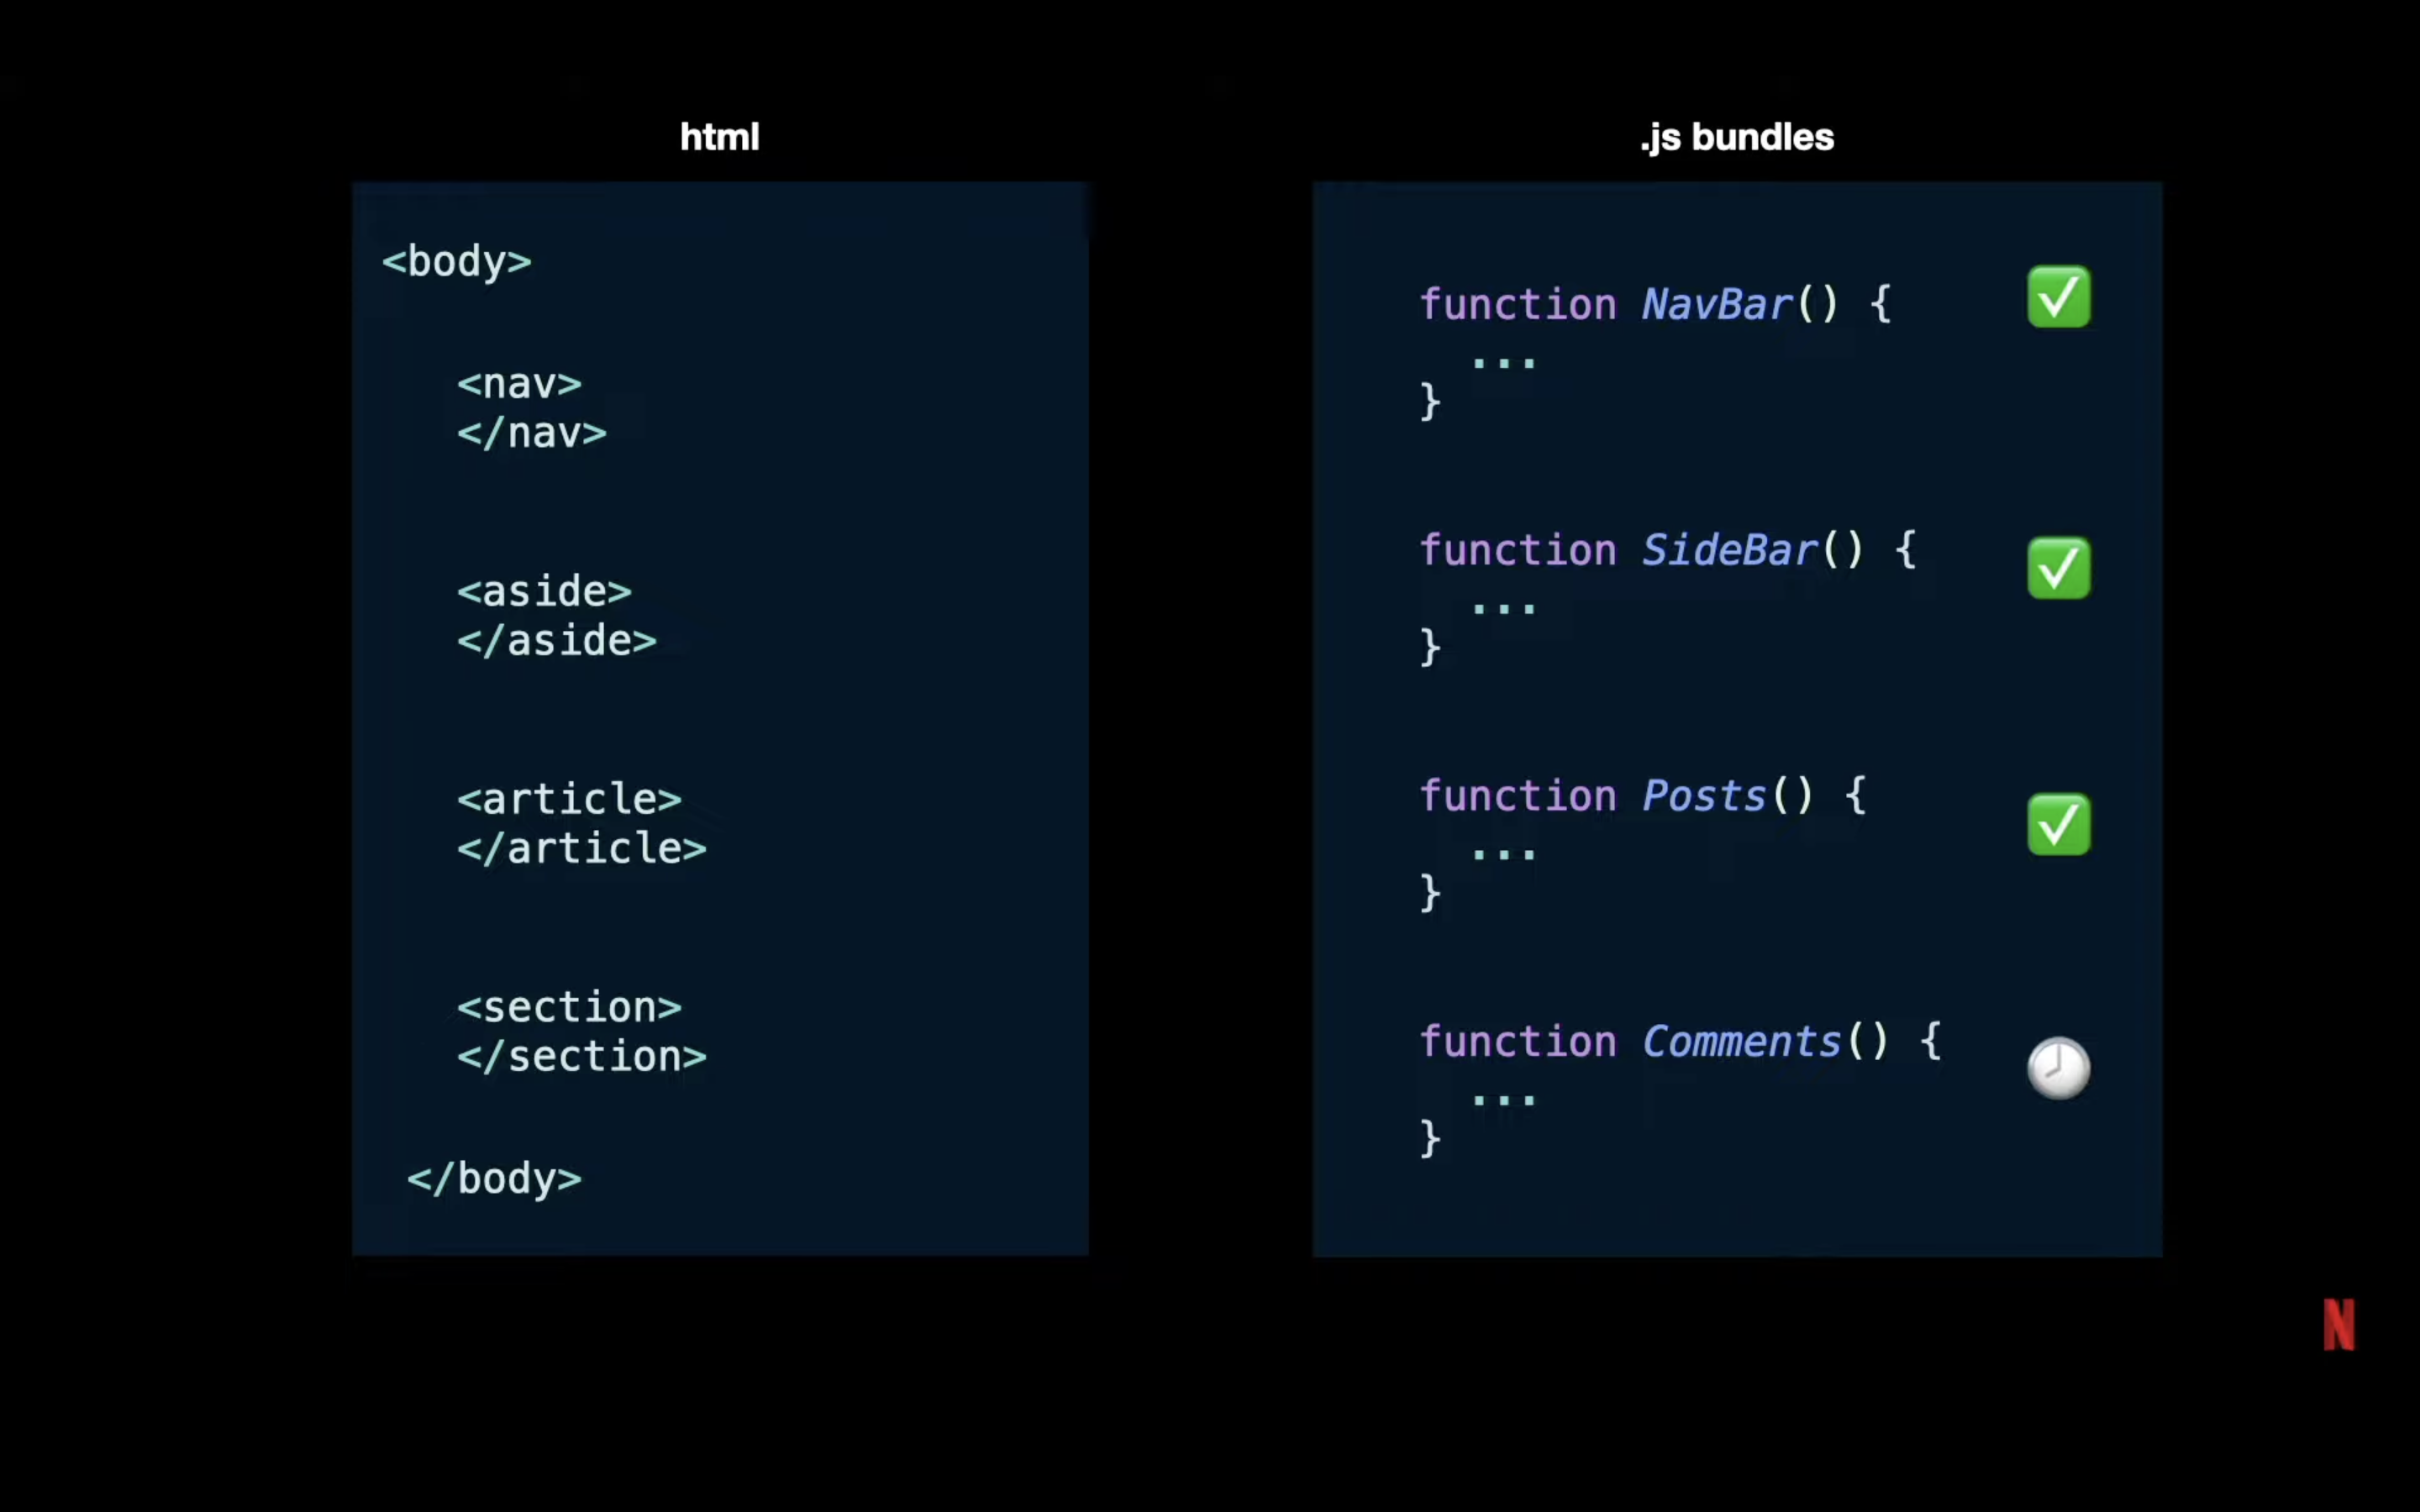 html
<body>
<nav>
</nav>
<aside>
</aside>
<article>
</article>
<section>
</section>
</body>
.js bundles
function NavBar() {
...
}
function SideBar() {
...
}
function Posts() {
...
}
function Comments() {
...
}
N